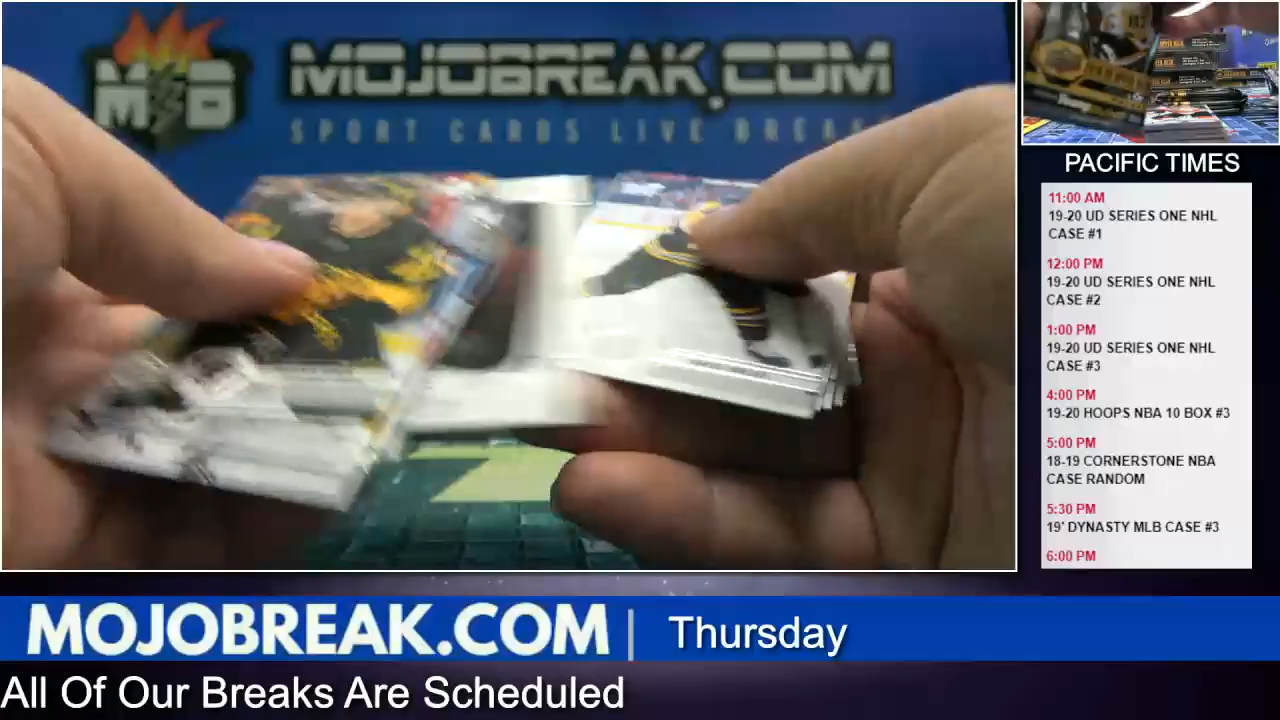 MOJOBREAK.COM
SPORT CARDS LIVE BREAKS
M B
PACIFIC TIMES
11:00 AM
19-20 UD SERIES ONE NHL
CASE #1
12:00 PM
19-20 UD SERIES ONE NHL
CASE #2
1:00 PM
19-20 UD SERIES ONE NHL
CASE #3
4:00 PM
19-20 HOOPS NBA 10 BOX #3
5:00 PM
18-19 CORNERSTONE NBA
CASE RANDOM
5:30 PM
19' DYNASTY MLB CASE #3
6:00 PM
MOJOBREAK.COM | Thursday
All Of Our Breaks Are Scheduled